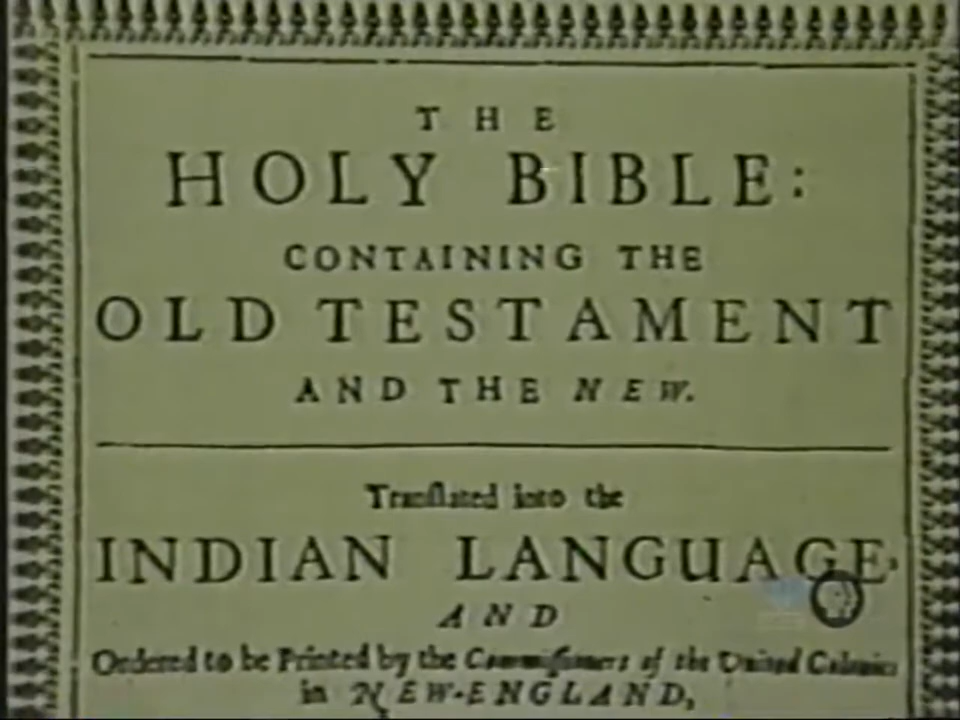 THE
HOLY BIBLE:
CONTAINING THE
OLD TESTAMENT
AND THE NEW.
Tranſlated into the
INDIAN LANGUAGE,
AND
Ordered to be Printed by the Commiſſioners of the United Colonies
in NEW-ENGLAND,